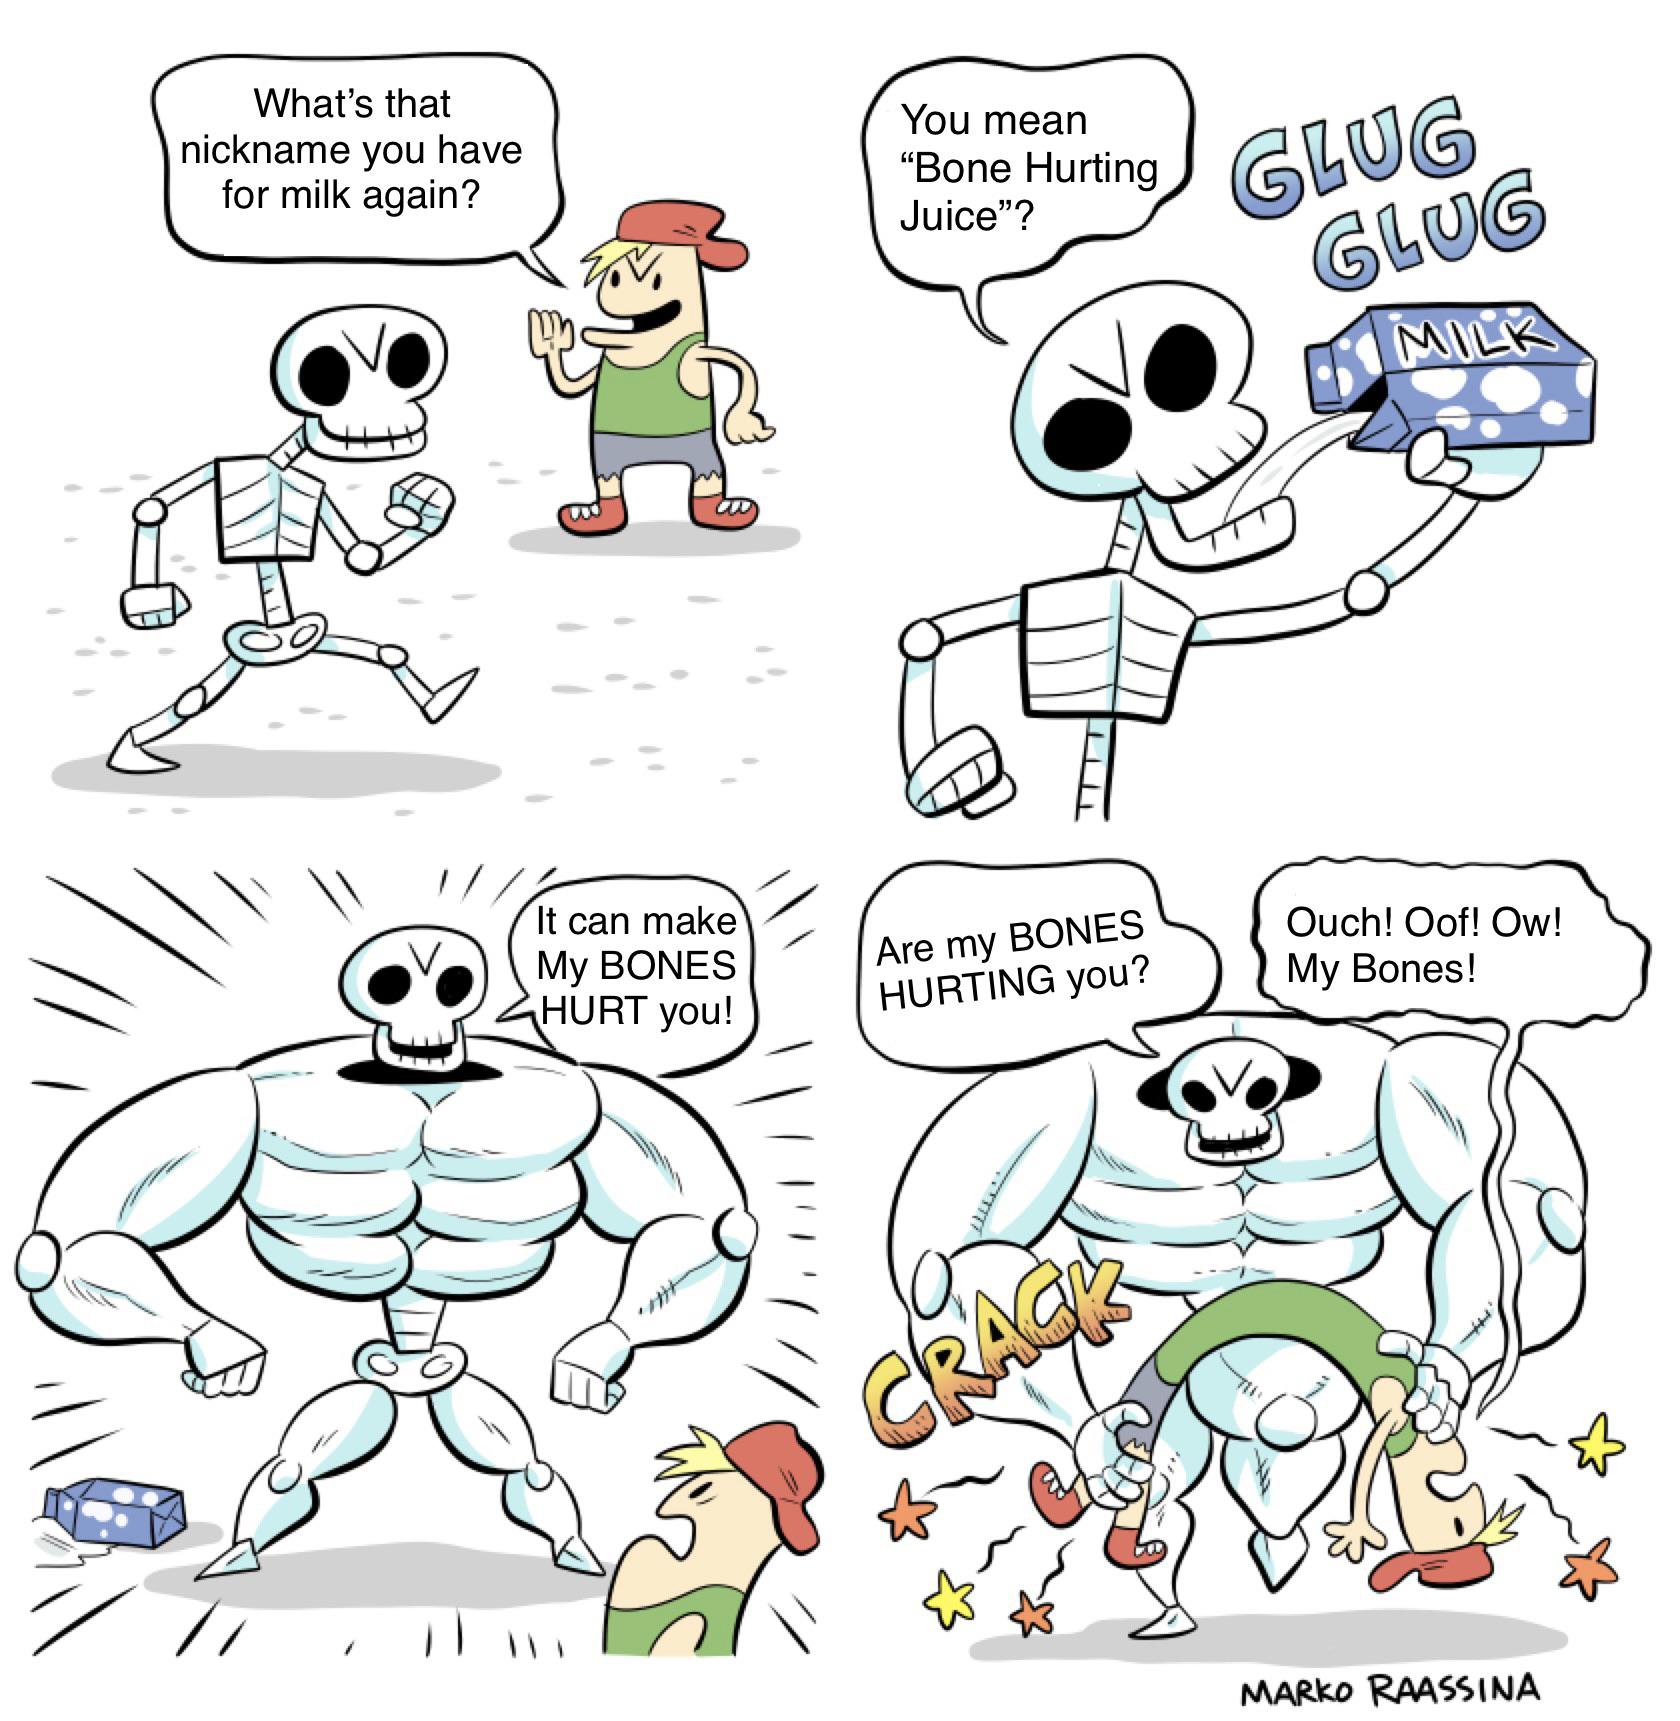 What's that
nickname you have
for milk again?
You mean
“Bone Hurting
Juice”?
GLUG
GLUG
MILK
It can make
My BONES
HURT you!
Are my BONES
HURTING you?
Ouch! Oof! Ow!
My Bones!
CRACK
MARKO RAASSINA